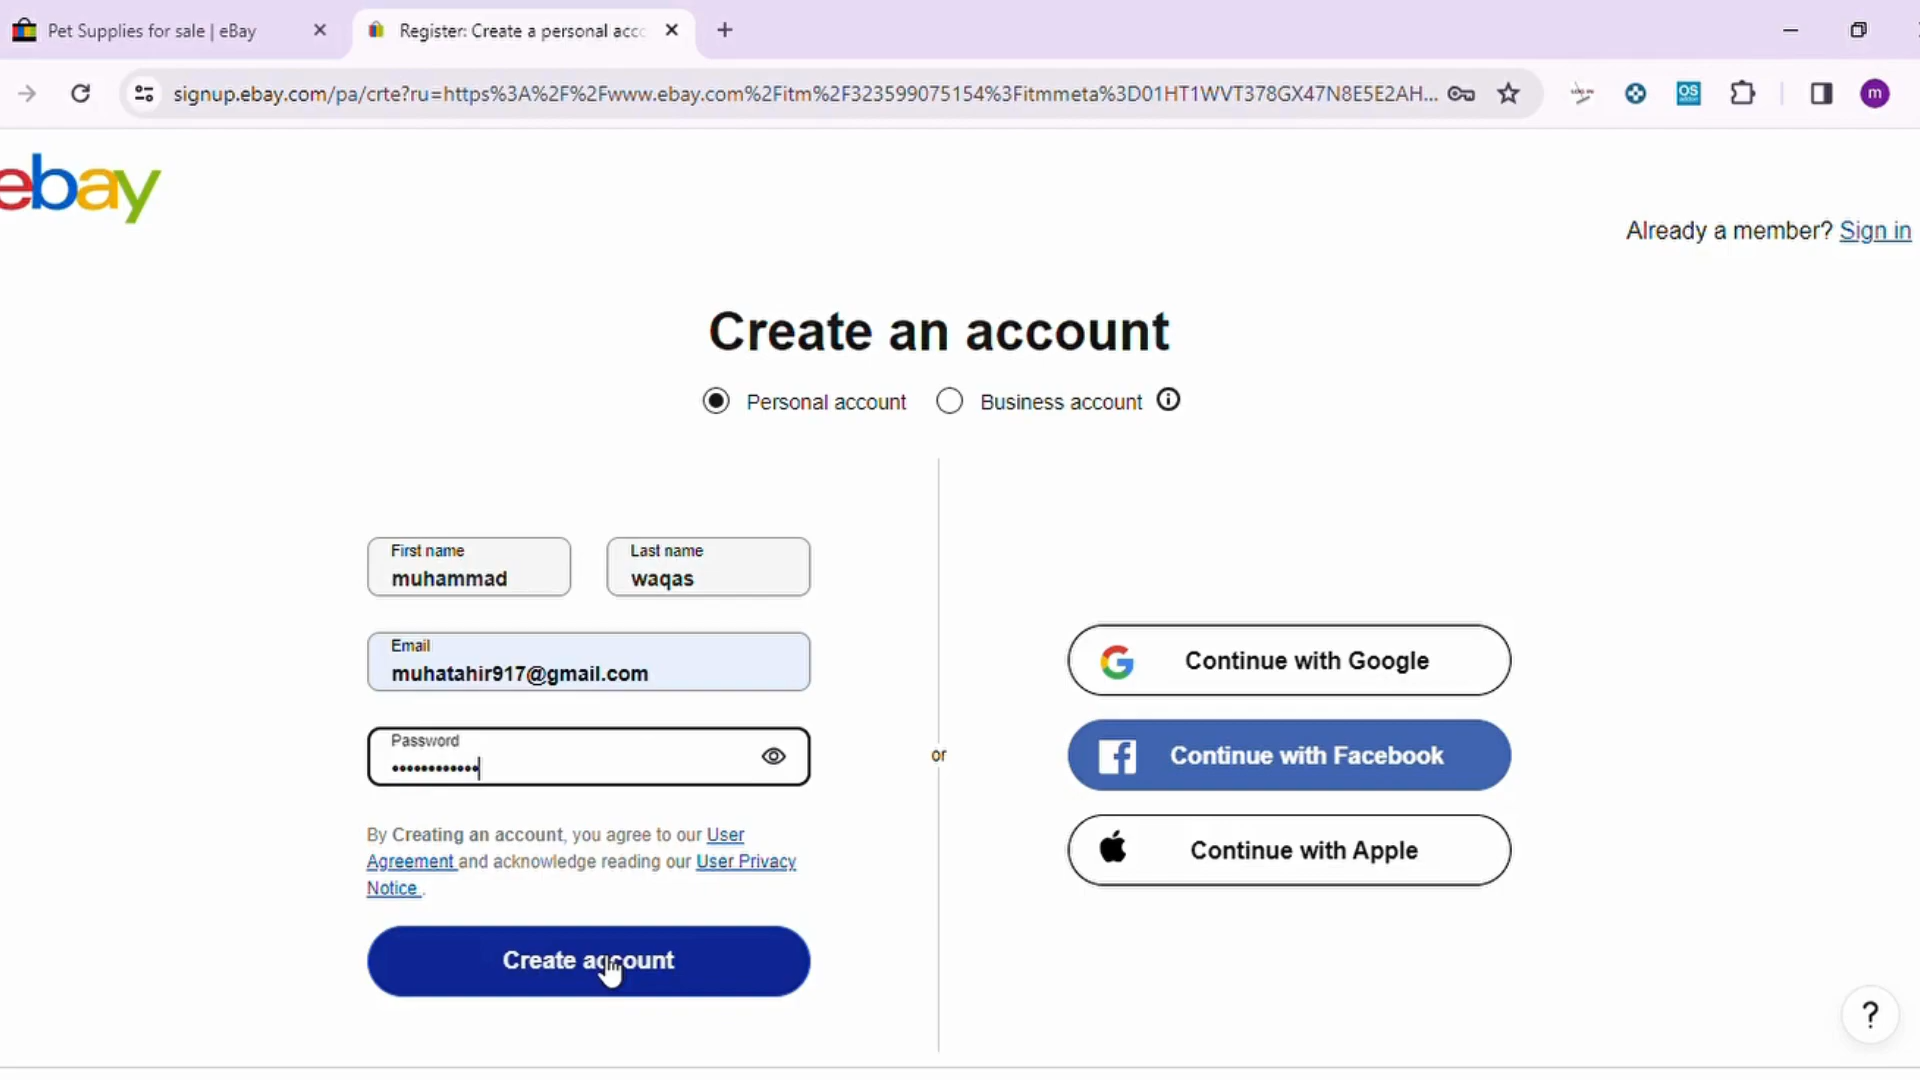 Pet Supplies for sale | eBay
Register: Create a personal acc
signup.ebay.com/pa/crte?ru=https%3A%2F%2Fwww.ebay.com%2Fitm%2F323599075154%3Fitmmeta%3D01HT1WVT378GX47N8E5E2AH...
OS
m
ebay
Already a member? Sign in
Create an account
Personal account
Business account
First name
muhammad
Last name
waqas
Email
muhatahir917@gmail.com
Password
••••••••••••
By Creating an account, you agree to our User
Agreement and acknowledge reading our User Privacy
Notice .
Create account
or
Continue with Google
Continue with Facebook
Continue with Apple
?